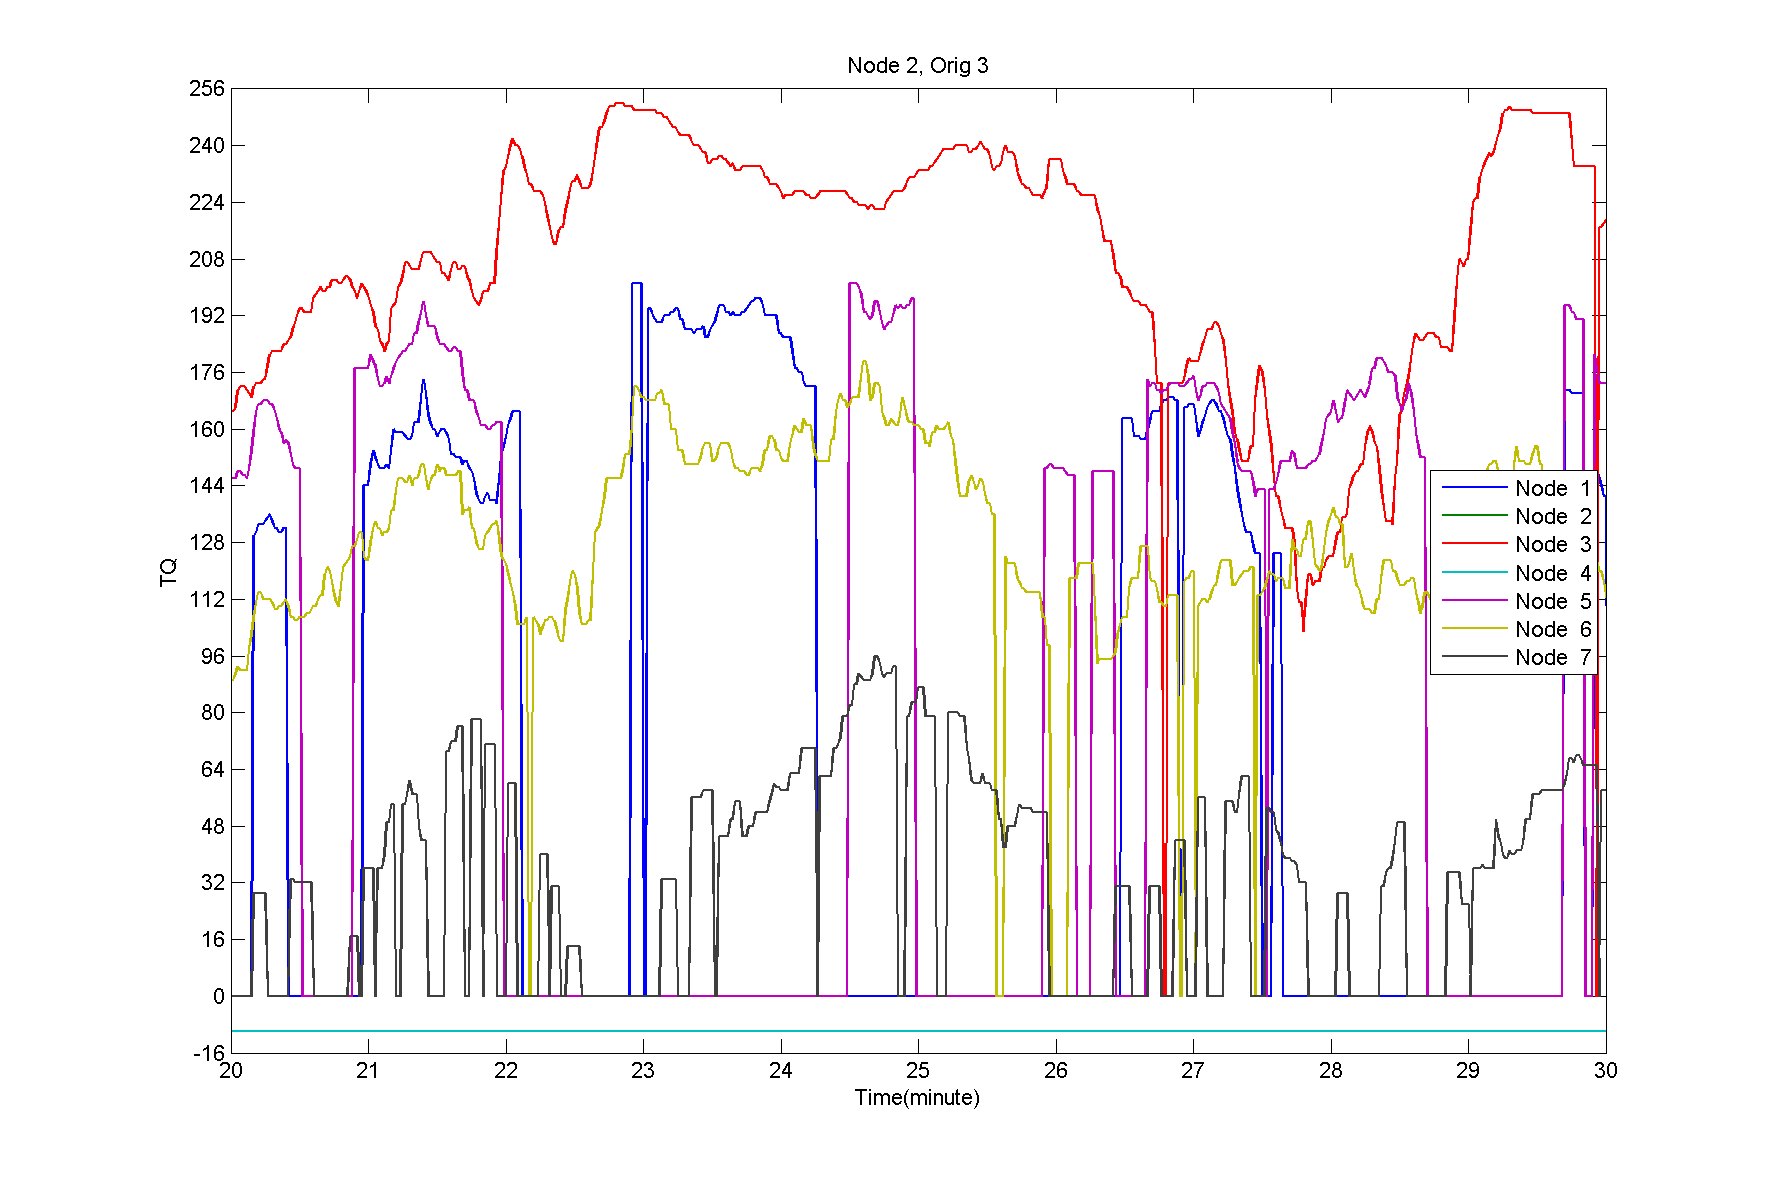 Node 2, Orig 3
256
240
224
208
192
176
160
144
128
112
96
80
64
48
32
16
0
-16
TQ
20 21 22 23 24 25 26 27 28 29 30
Time(minute)
Node 1
Node 2
Node 3
Node 4
Node 5
Node 6
Node 7